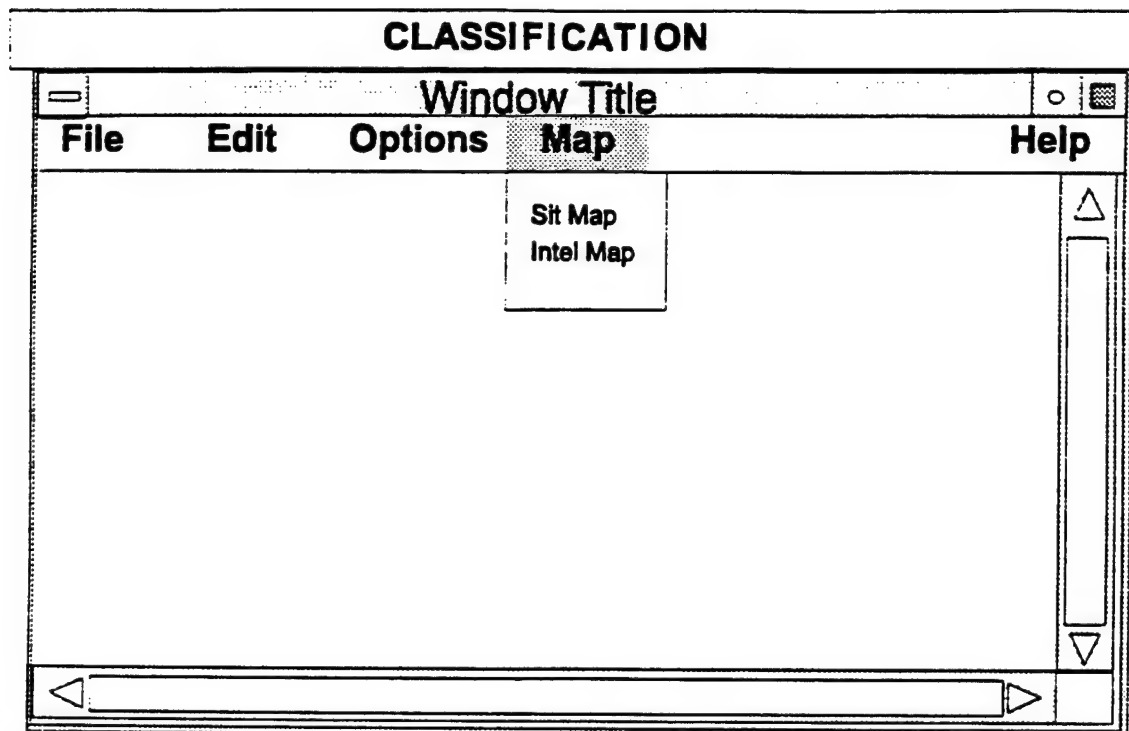 CLASSIFICATION
Window Title
File Edit Options Map Help
Sit Map
Intel Map